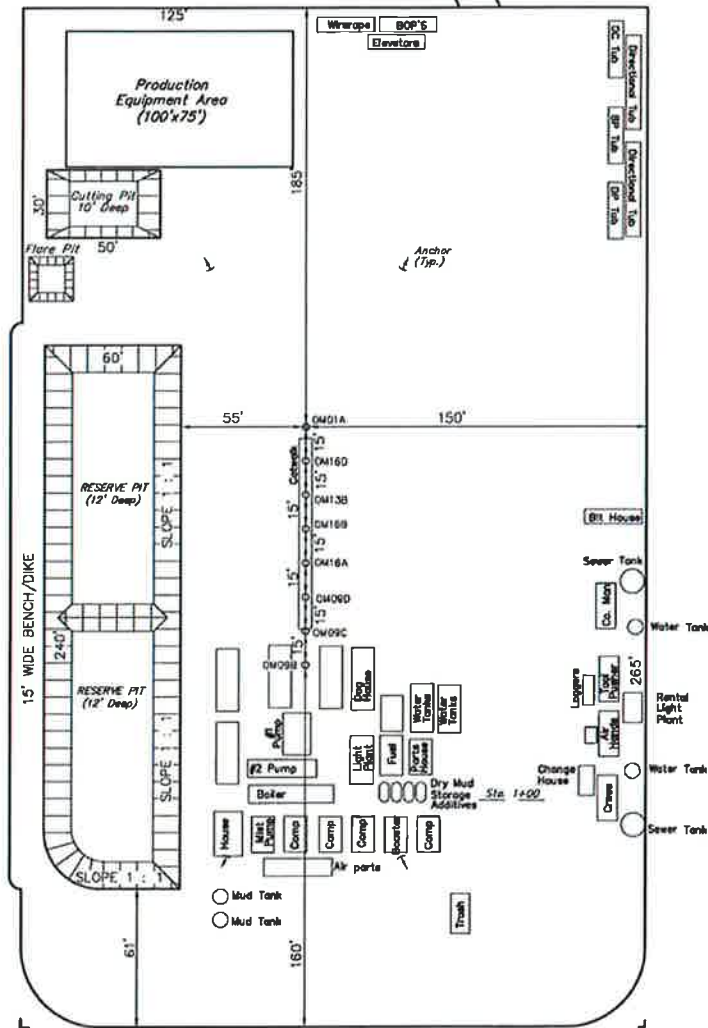 125'
Wirerope
BOP'S
Elevators
DC Tub
Directional Tub
BP Tub
Directional Tub
DP Tub
Production
Equipment Area
(100'x75')
185'
Cutting Pit
10' Deep
30'
50'
Flare Pit
Anchor
(Typ.)
60'
55'
150'
OM01A
15'
Catwalk
OM16D
15'
OM13B
15'
OM16B
15'
OM16A
15'
OM09D
15'
OM09C
15'
OM09B
RESERVE PIT
(12' Deep)
SLOPE 1 : 1
15' WIDE BENCH/DIKE
240'
RESERVE PIT
(12' Deep)
SLOPE 1 : 1
SLOPE 1 : 1
Bit House
Sewer Tank
Co. Man
Water Tank
265'
Loggers
Tool
Pusher
Rental
Light
Plant
Air
Hands
Change
House
Crews
Water Tank
Sewer Tank
Dog
House
Water
Tanks
Water
Tanks
#1
Pump
Light
Plant
Fuel
Parts
House
#2 Pump
Boiler
Dry Mud
Storage
Additives
Sta. 1+00
House
Mist
Pump
Comp
Comp
Comp
Booster
Comp
Air parts
Mud Tank
Mud Tank
Trash
61'
160'